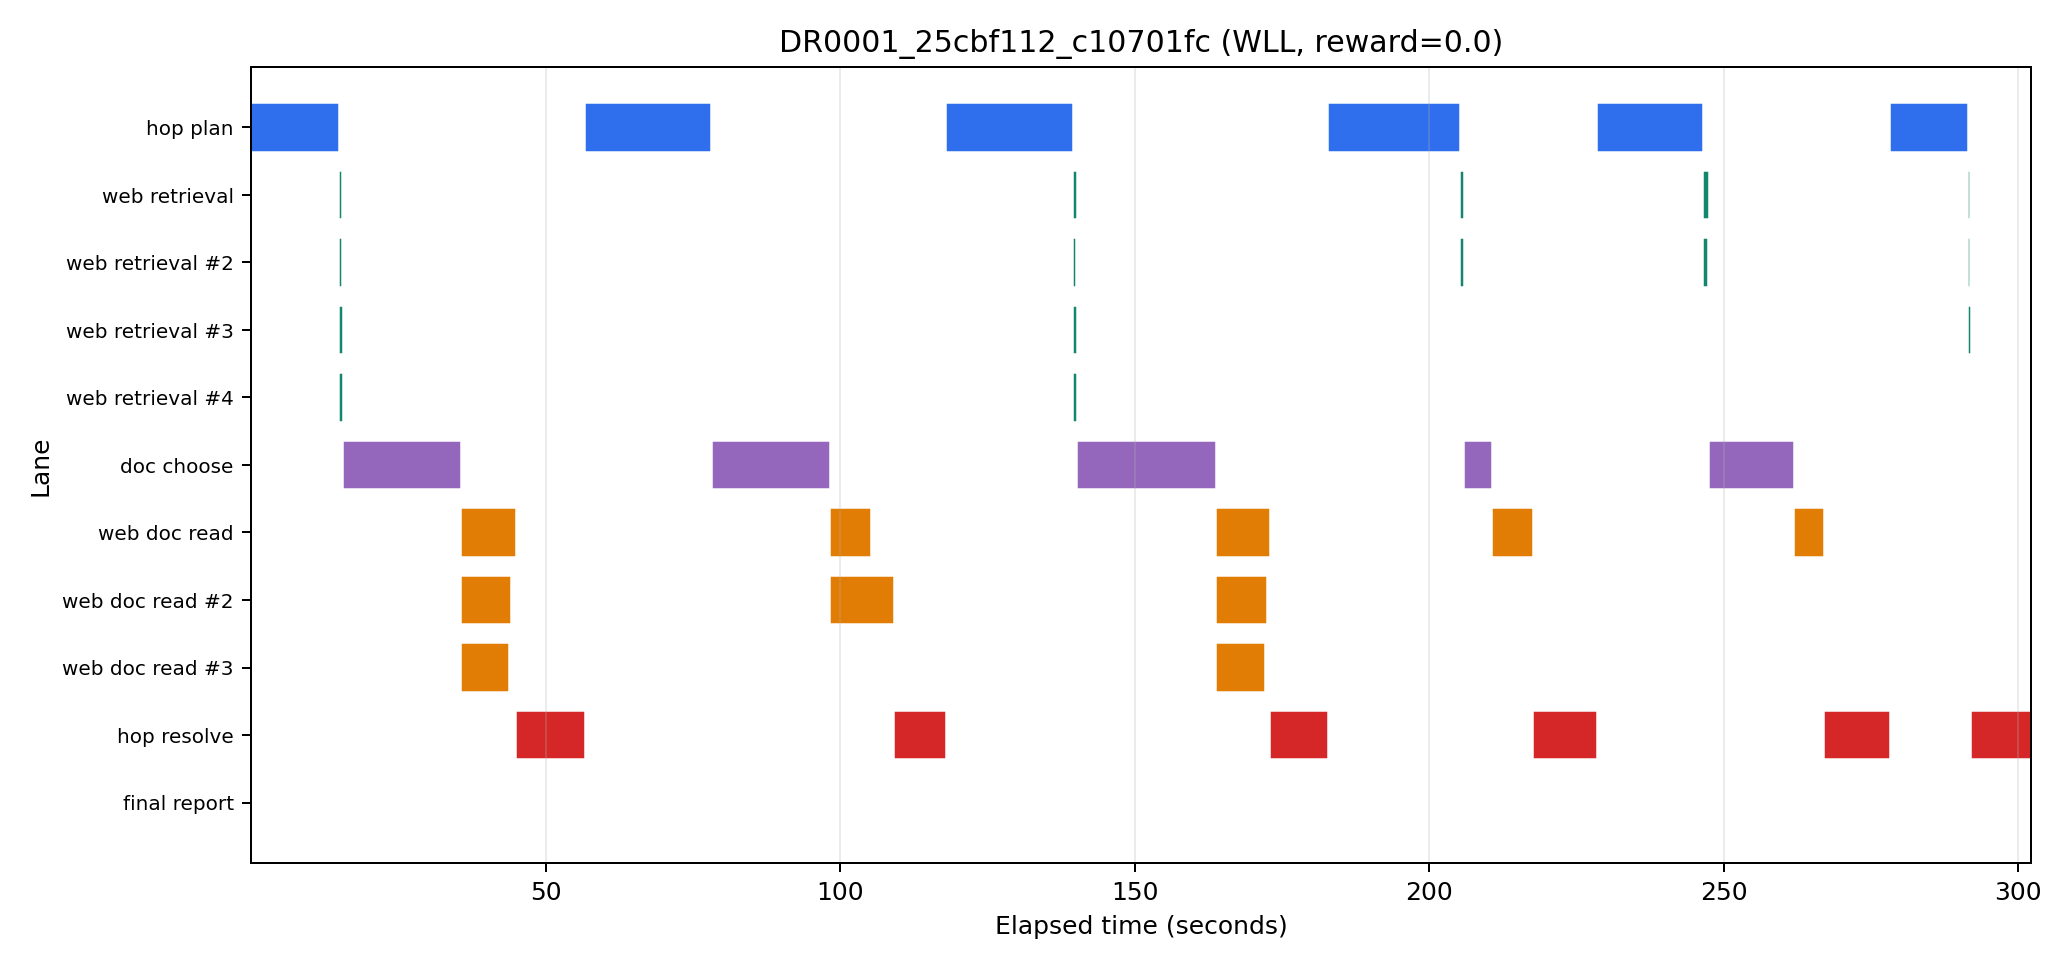 DR0001_25cbf112_c10701fc (WLL, reward=0.0)
Lane
hop plan
web retrieval
web retrieval #2
web retrieval #3
web retrieval #4
doc choose
web doc read
web doc read #2
web doc read #3
hop resolve
final report
50 100 150 200 250 300
Elapsed time (seconds)